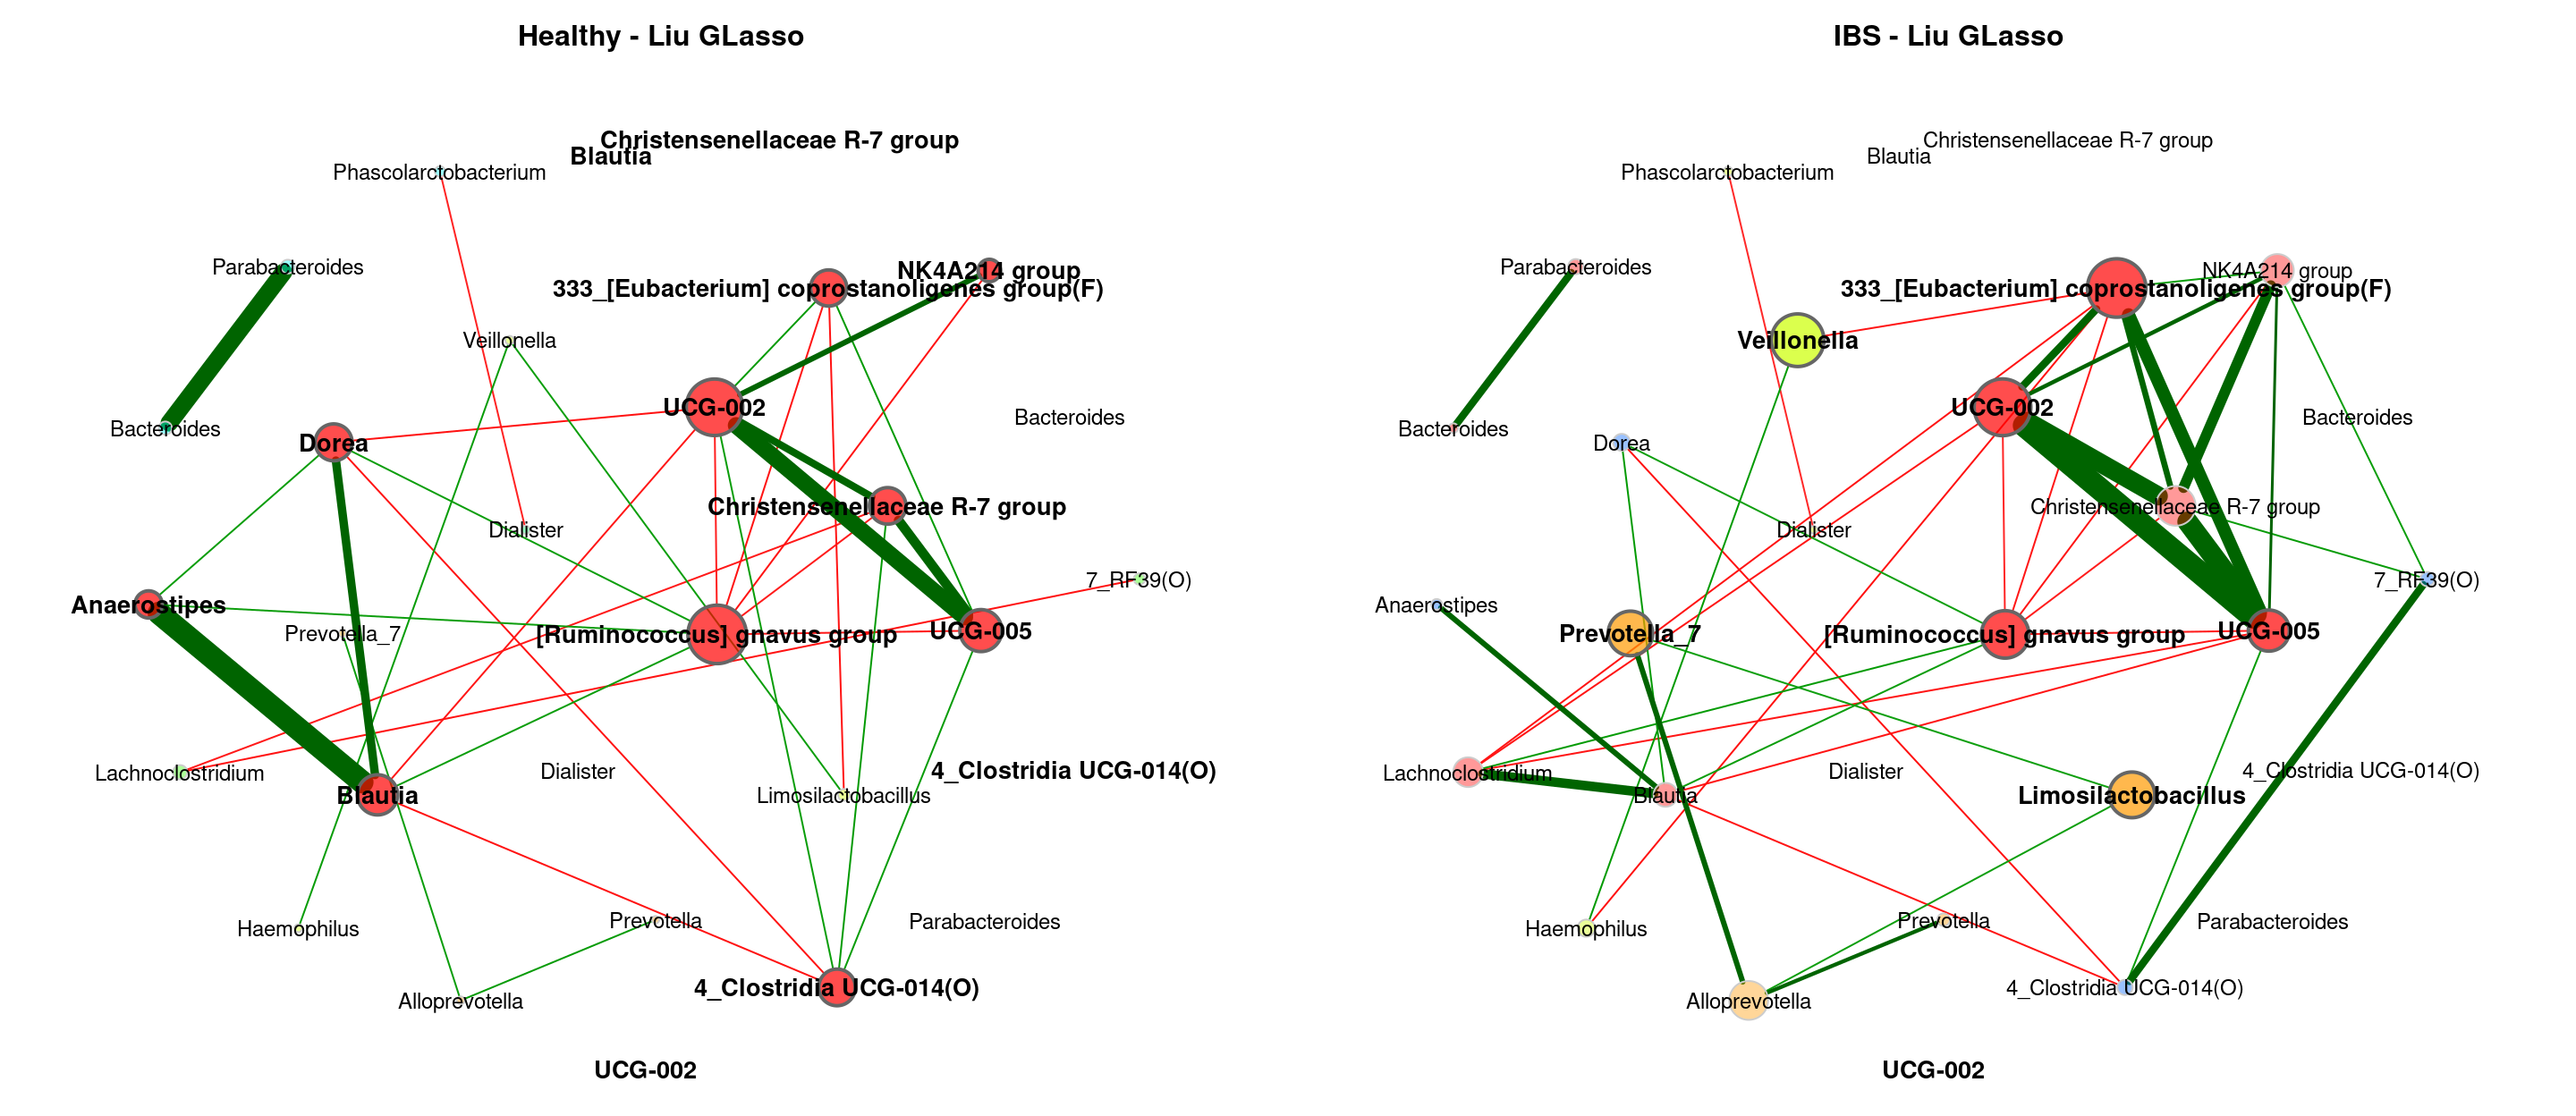 Healthy - Liu GLasso
Christensenellaceae R-7 group
Blautia
Phascolarctobacterium
Parabacteroides
NK4A214 group
333_[Eubacterium] coprostanoligenes group(F)
Veillonella
UCG-002
Bacteroides
Bacteroides
Dorea
Christensenellaceae R-7 group
Dialister
7_RF39(O)
Anaerostipes
Prevotella_7
[Ruminococcus] gnavus group
UCG-005
Lachnoclostridium
Dialister
4_Clostridia UCG-014(O)
Blautia
Limosilactobacillus
Haemophilus
Prevotella
Parabacteroides
4_Clostridia UCG-014(O)
Alloprevotella
UCG-002
IBS - Liu GLasso
Christensenellaceae R-7 group
Blautia
Phascolarctobacterium
Parabacteroides
NK4A214 group
333_[Eubacterium] coprostanoligenes group(F)
Veillonella
UCG-002
Bacteroides
Bacteroides
Dorea
Christensenellaceae R-7 group
Dialister
7_RF39(O)
Anaerostipes
Prevotella_7
[Ruminococcus] gnavus group
UCG-005
Lachnoclostridium
Dialister
4_Clostridia UCG-014(O)
Blautia
Limosilactobacillus
Haemophilus
Prevotella
Parabacteroides
4_Clostridia UCG-014(O)
Alloprevotella
UCG-002